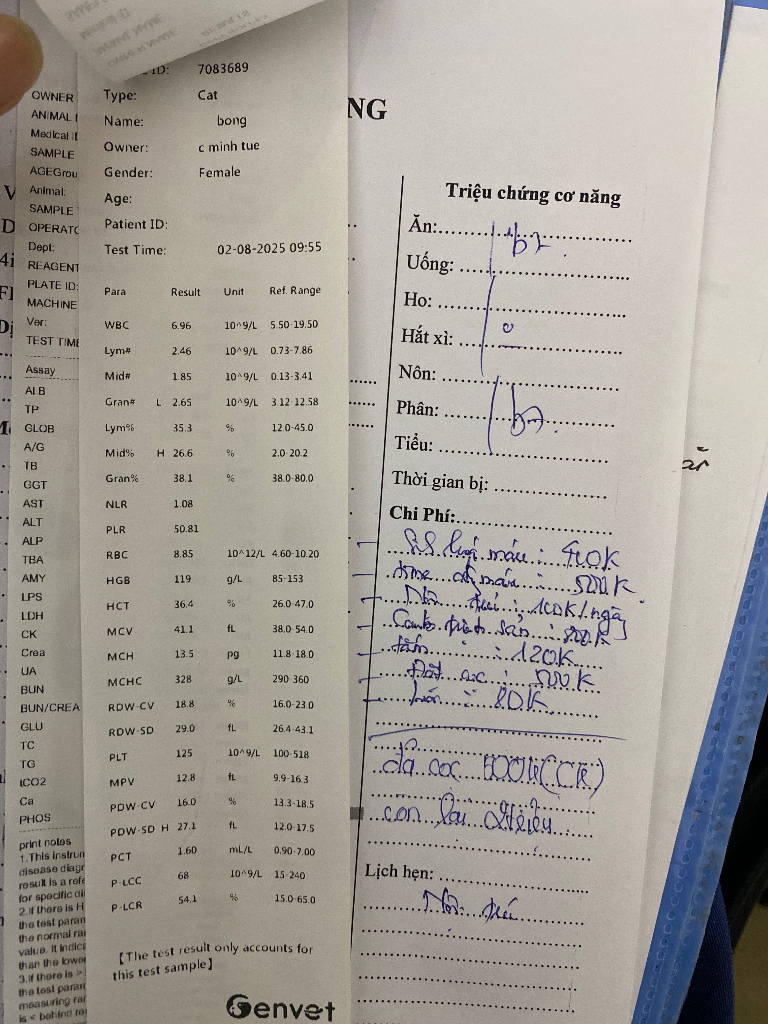 ID: 7083689
Type: Cat
Name: bong
Owner: c minh tue
Gender: Female
Age:
Patient ID:
Test Time: 02-08-2025 09:55
Para Result Unit Ref. Range
WBC 6.96 10^9/L 5.50-19.50
Lym# 2.46 10^9/L 0.73-7.86
Mid# 1.85 10^9/L 0.13-3.41
Gran# L 2.65 10^9/L 3.12-12.58
Lym% 35.3 % 12.0-45.0
Mid% H 26.6 % 2.0-20.2
Gran% 38.1 % 38.0-80.0
NLR 1.08
PLR 50.81
RBC 8.85 10^12/L 4.60-10.20
HGB 119 g/L 85-153
HCT 36.4 % 26.0-47.0
MCV 41.1 fL 38.0-54.0
MCH 13.5 pg 11.8-18.0
MCHC 328 g/L 290-360
RDW-CV 18.8 % 16.0-23.0
RDW-SD 29.0 fL 26.4-43.1
PLT 125 10^9/L 100-518
MPV 12.8 fL 9.9-16.3
PDW-CV 16.0 % 13.3-18.5
PDW-SD H 27.1 fL 12.0-17.5
PCT 1.60 mL/L 0.90-7.00
P-LCC 68 10^9/L 15-240
P-LCR 54.1 % 15.0-65.0
【The test result only accounts for
this test sample】
Genvet
OWNER
ANIMAL
Medical
SAMPLE
AGEGrou
Animal:
SAMPLE
OPERATO
Dept:
REAGENT
PLATE ID:
MACHINE
Ver:
TEST TIME
Assay
ALB
TP
GLOB
A/G
TB
GGT
AST
ALT
ALP
TBA
AMY
LPS
LDH
CK
Crea
UA
BUN
BUN/CREA
GLU
TC
TG
tCO2
Ca
PHOS
print notes
1.This instrum
disease diagr
result is a refe
for specific di
2.if there is H
the test param
the normal ra
value. It indic
than the lowe
3.if there is >
the test param
measuring ra
is < behind re
NG
Triệu chứng cơ năng
Ăn: bt
Uống:
Ho:
Hắt xì: 0
Nôn:
Phân: bt
Tiểu:
Thời gian bị:
Chi Phí:
- máu: 400K
- máu: 500K
- : 100K/ngày
- Combo sản: 800K
- tắm: 120K
- Đặt cọc: 500K
- : 80K
đã cọc 500k (CK)
còn lại
Lịch hẹn: